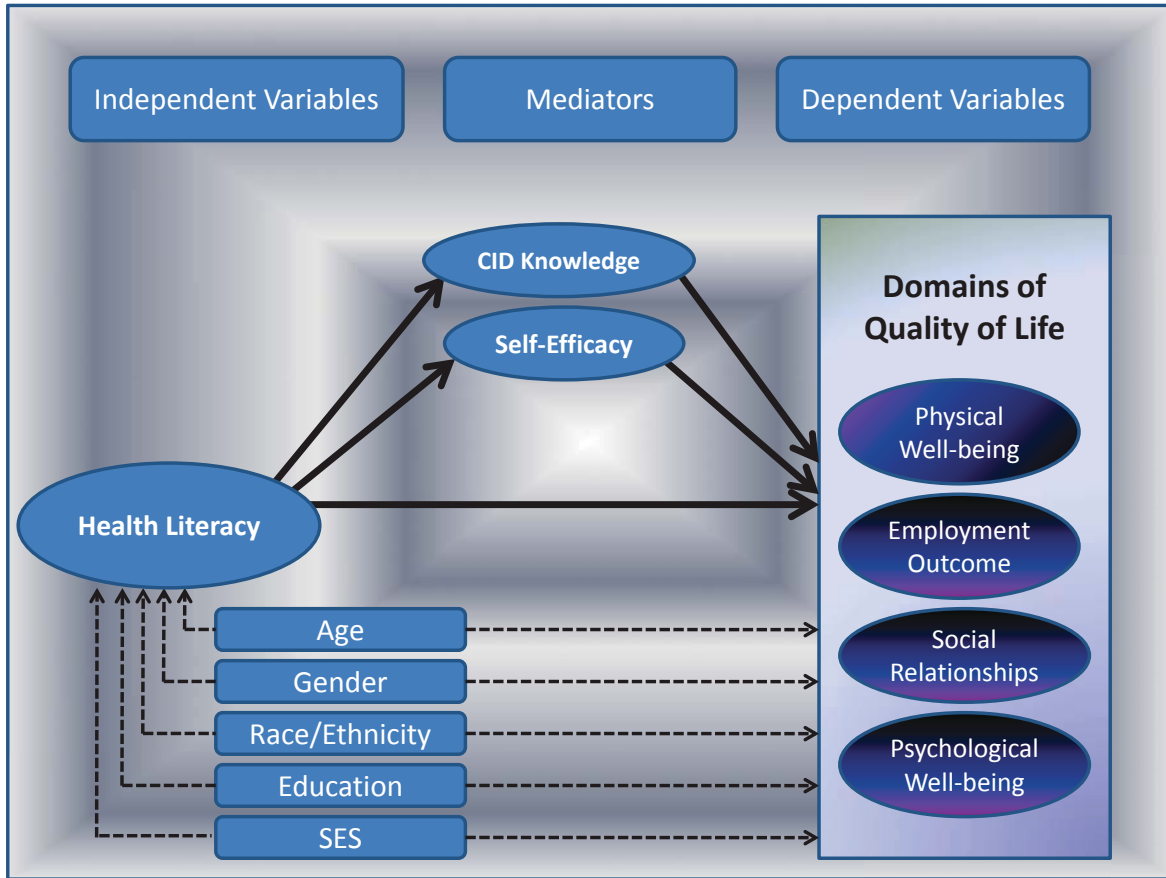 Independent Variables
Mediators
Dependent Variables
CID Knowledge
Self-Efficacy
Health Literacy
Domains of
Quality of Life
Physical
Well-being
Employment
Outcome
Social
Relationships
Psychological
Well-being
Age
Gender
Race/Ethnicity
Education
SES